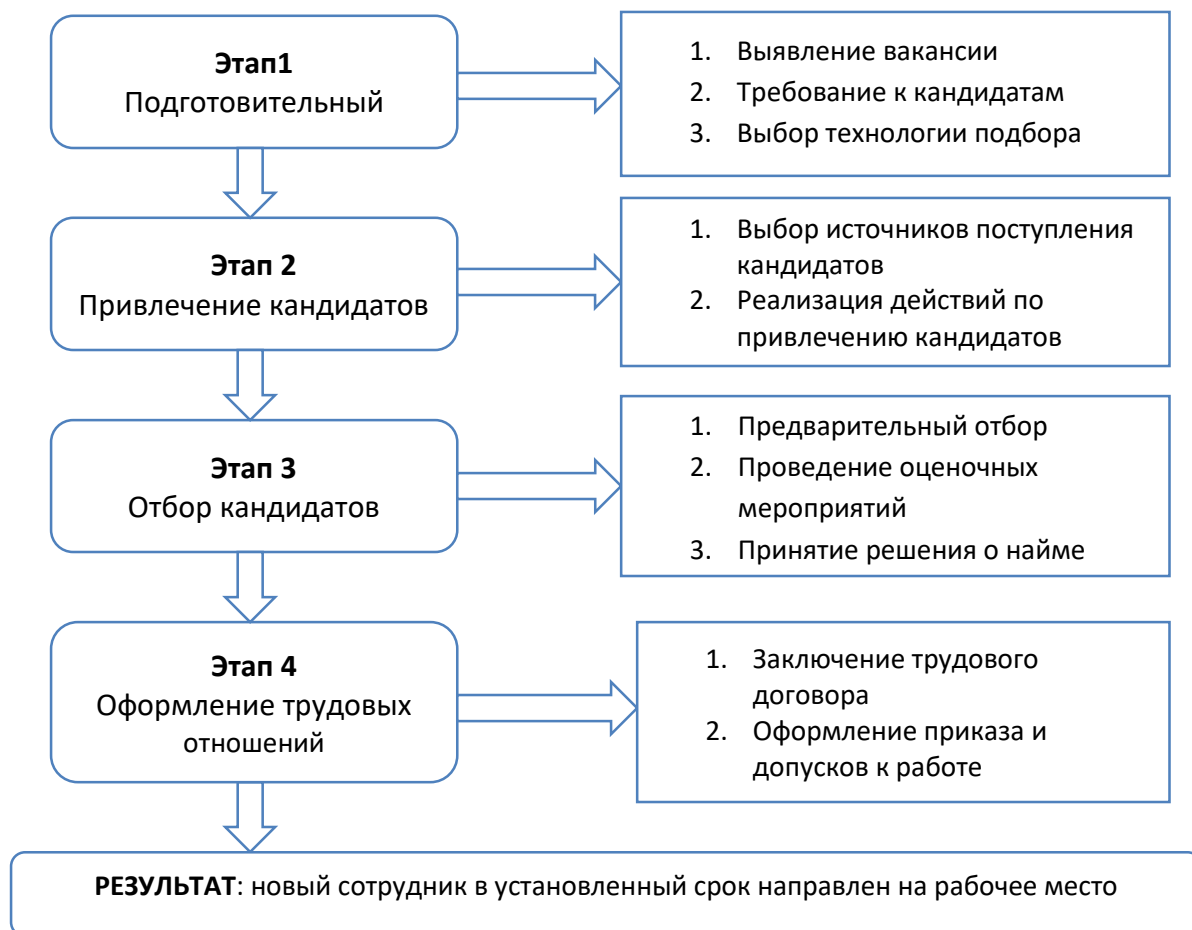 Этап1
Подготовительный
1. Выявление вакансии
2. Требование к кандидатам
3. Выбор технологии подбора
Этап 2
Привлечение кандидатов
1. Выбор источников поступления
кандидатов
2. Реализация действий по
привлечению кандидатов
Этап 3
Отбор кандидатов
1. Предварительный отбор
2. Проведение оценочных
мероприятий
3. Принятие решения о найме
Этап 4
Оформление трудовых
отношений
1. Заключение трудового
договора
2. Оформление приказа и
допусков к работе
РЕЗУЛЬТАТ: новый сотрудник в установленный срок направлен на рабочее место